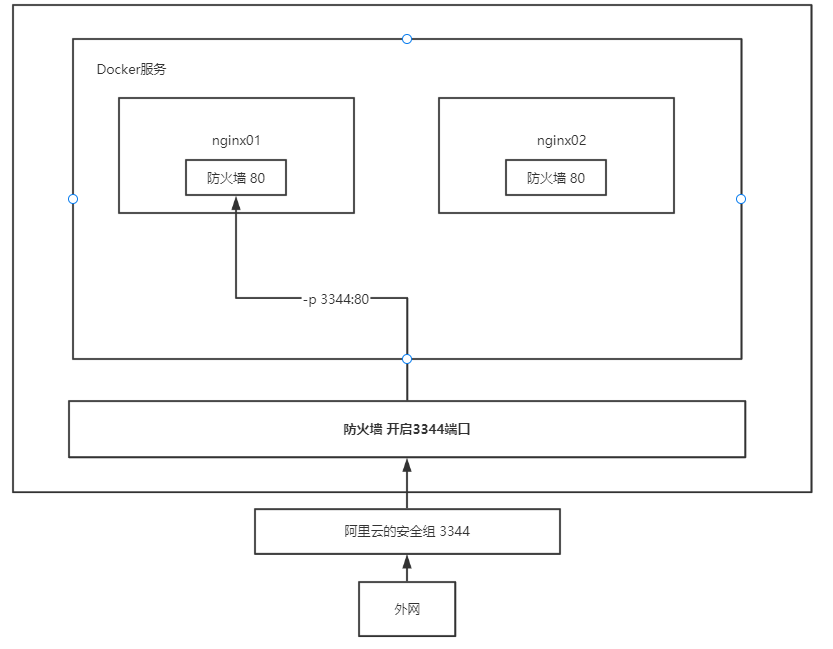 Docker服务
nginx01
防火墙 80
nginx02
防火墙 80
-p 3344:80
防火墙 开启3344端口
阿里云的安全组 3344
外网